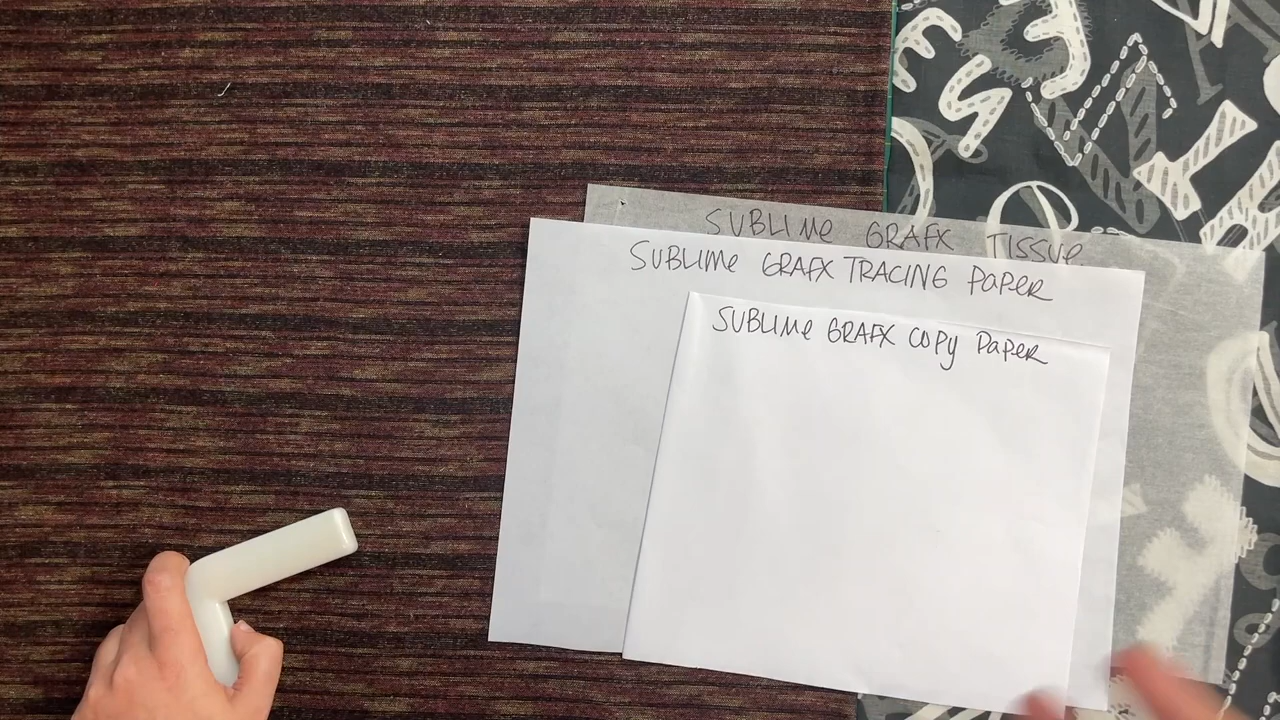 SUBLIME GRAFX TISSUE
SUBLIME GRAFX TRACING PAPER
SUBLIME GRAFX COPY PAPER